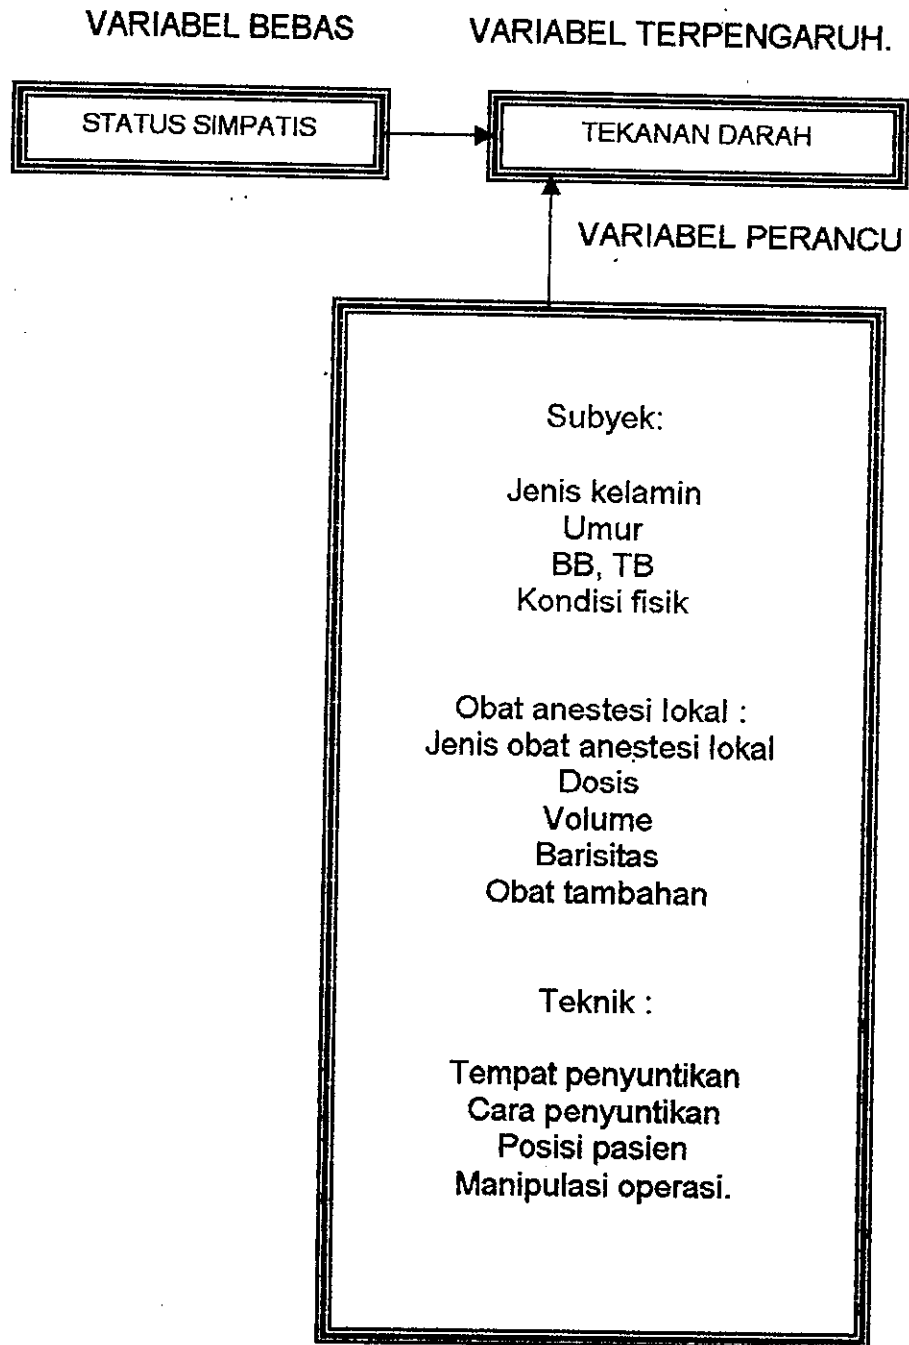 VARIABEL BEBAS
VARIABEL TERPENGARUH.
STATUS SIMPATIS
TEKANAN DARAH
VARIABEL PERANCU
Subyek:
Jenis kelamin
Umur
BB, TB
Kondisi fisik
Obat anestesi lokal :
Jenis obat anestesi lokal
Dosis
Volume
Barisitas
Obat tambahan
Teknik :
Tempat penyuntikan
Cara penyuntikan
Posisi pasien
Manipulasi operasi.